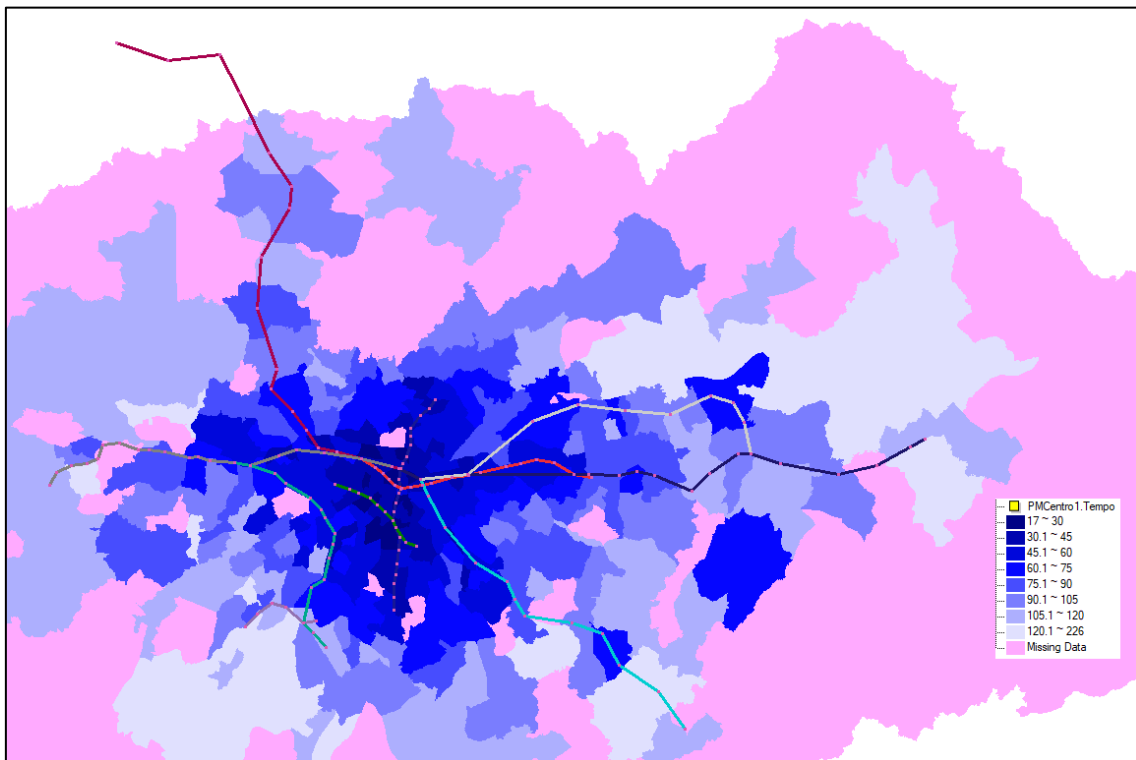 PMCentro1.Tempo
17 ~ 30
30.1 ~ 45
45.1 ~ 60
60.1 ~ 75
75.1 ~ 90
90.1 ~ 105
105.1 ~ 120
120.1 ~ 226
Missing Data